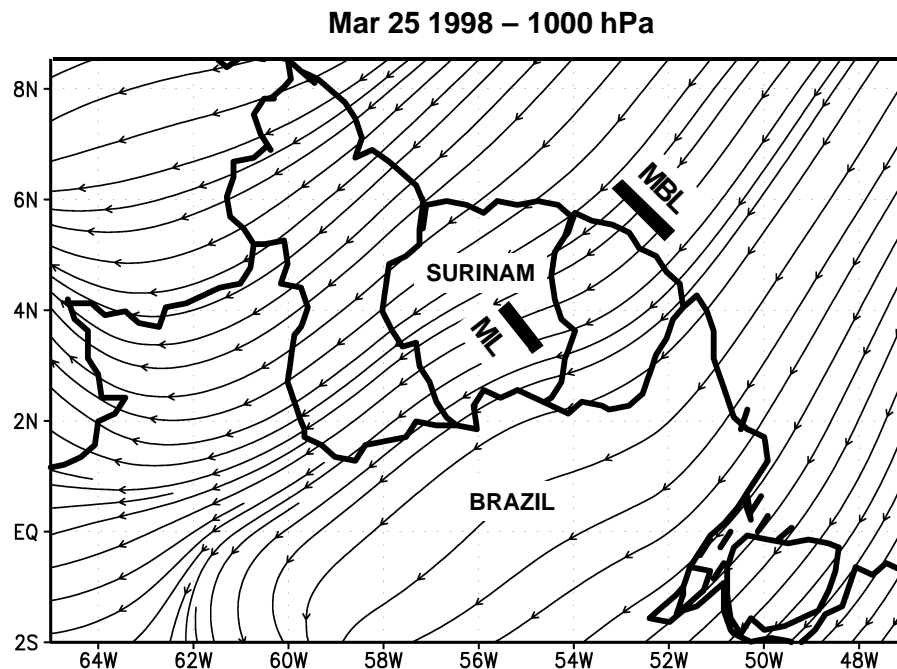 Mar 25 1998 – 1000 hPa
8N
6N
4N
2N
EQ
2S
MBL
SURINAM
ML
BRAZIL
64W 62W 60W 58W 56W 54W 52W 50W 48W